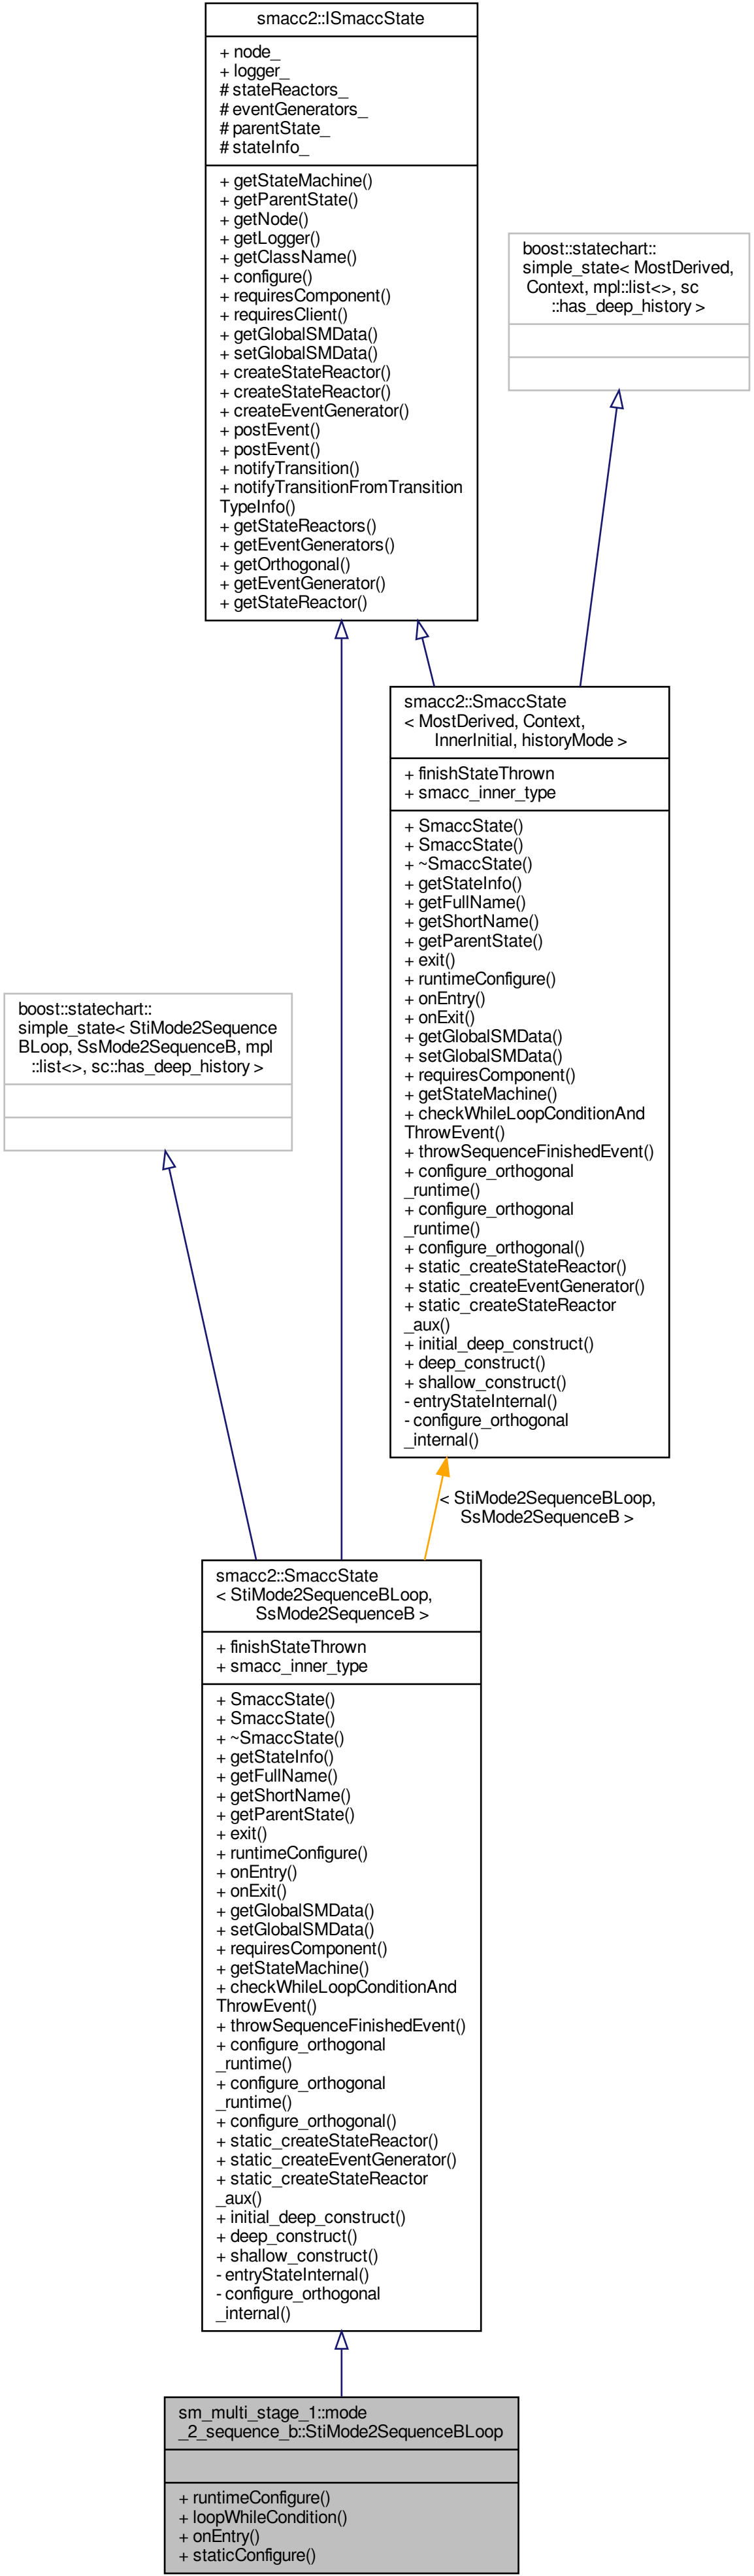 smacc2::ISmaccState
+ node_
+ logger_
# stateReactors_
# eventGenerators_
# parentState_
# stateInfo_
+ getStateMachine()
+ getParentState()
+ getNode()
+ getLogger()
+ getClassName()
+ configure()
+ requiresComponent()
+ requiresClient()
+ getGlobalSMData()
+ setGlobalSMData()
+ createStateReactor()
+ createStateReactor()
+ createEventGenerator()
+ postEvent()
+ postEvent()
+ notifyTransition()
+ notifyTransitionFromTransition
TypeInfo()
+ getStateReactors()
+ getEventGenerators()
+ getOrthogonal()
+ getEventGenerator()
+ getStateReactor()
boost::statechart::
simple_state< MostDerived,
Context, mpl::list<>, sc
::has_deep_history >
smacc2::SmaccState
< MostDerived, Context,
InnerInitial, historyMode >
+ finishStateThrown
+ smacc_inner_type
+ SmaccState()
+ SmaccState()
+ ~SmaccState()
+ getStateInfo()
+ getFullName()
+ getShortName()
+ getParentState()
+ exit()
+ runtimeConfigure()
+ onEntry()
+ onExit()
+ getGlobalSMData()
+ setGlobalSMData()
+ requiresComponent()
+ getStateMachine()
+ checkWhileLoopConditionAnd
ThrowEvent()
+ throwSequenceFinishedEvent()
+ configure_orthogonal
_runtime()
+ configure_orthogonal
_runtime()
+ configure_orthogonal()
+ static_createStateReactor()
+ static_createEventGenerator()
+ static_createStateReactor
_aux()
+ initial_deep_construct()
+ deep_construct()
+ shallow_construct()
- entryStateInternal()
- configure_orthogonal
_internal()
boost::statechart::
simple_state< StiMode2Sequence
BLoop, SsMode2SequenceB, mpl
::list<>, sc::has_deep_history >
< StiMode2SequenceBLoop,
SsMode2SequenceB >
smacc2::SmaccState
< StiMode2SequenceBLoop,
SsMode2SequenceB >
+ finishStateThrown
+ smacc_inner_type
+ SmaccState()
+ SmaccState()
+ ~SmaccState()
+ getStateInfo()
+ getFullName()
+ getShortName()
+ getParentState()
+ exit()
+ runtimeConfigure()
+ onEntry()
+ onExit()
+ getGlobalSMData()
+ setGlobalSMData()
+ requiresComponent()
+ getStateMachine()
+ checkWhileLoopConditionAnd
ThrowEvent()
+ throwSequenceFinishedEvent()
+ configure_orthogonal
_runtime()
+ configure_orthogonal
_runtime()
+ configure_orthogonal()
+ static_createStateReactor()
+ static_createEventGenerator()
+ static_createStateReactor
_aux()
+ initial_deep_construct()
+ deep_construct()
+ shallow_construct()
- entryStateInternal()
- configure_orthogonal
_internal()
sm_multi_stage_1::mode
_2_sequence_b::StiMode2SequenceBLoop
+ runtimeConfigure()
+ loopWhileCondition()
+ onEntry()
+ staticConfigure()